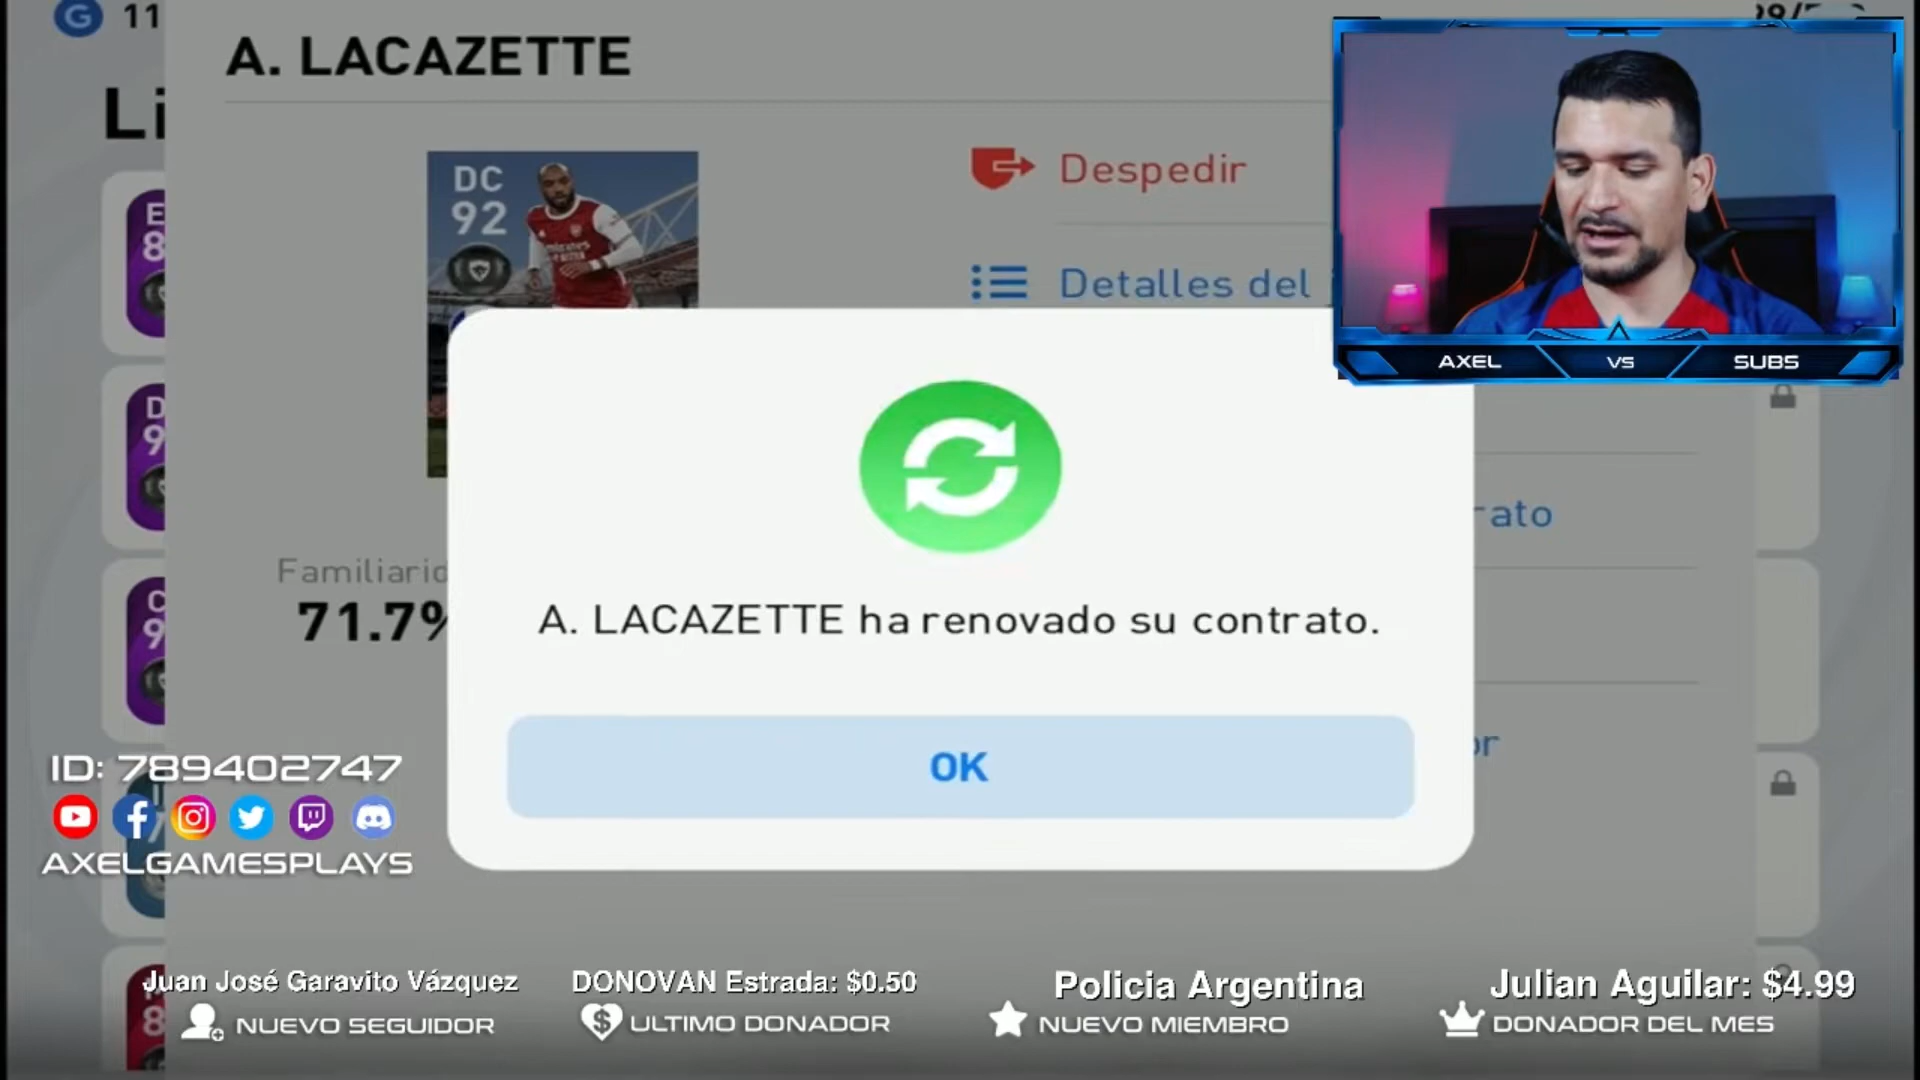 11
A. LACAZETTE
Li
DC
92
Despedir
Detalles del
AXEL VS SUBS
A. LACAZETTE ha renovado su contrato.
OK
71.7%
ID: 789402747
AXELGAMESPLAYS
Juan José Garavito Vázquez
NUEVO SEGUIDOR
DONOVAN Estrada: $0.50
ULTIMO DONADOR
Policia Argentina
NUEVO MIEMBRO
Julian Aguilar: $4.99
DONADOR DEL MES